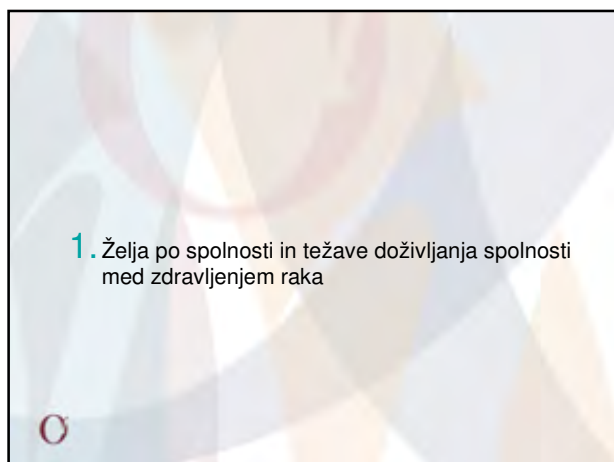 1. Želja po spolnosti in težave doživljanja spolnosti
med zdravljenjem raka